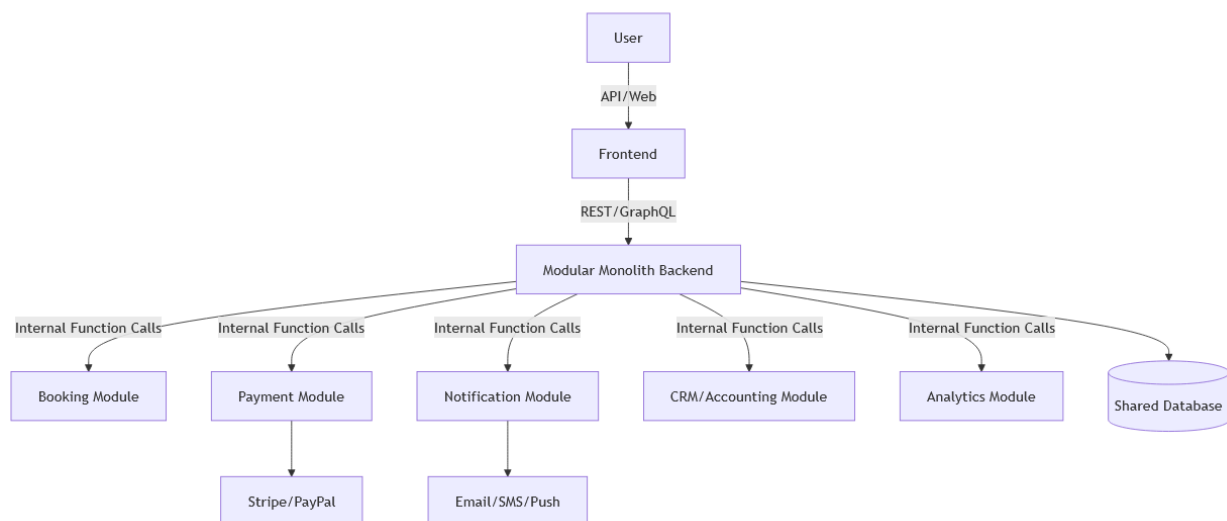 User
API/Web
Frontend
REST/GraphQL
Modular Monolith Backend
Internal Function Calls
Internal Function Calls
Internal Function Calls
Internal Function Calls
Internal Function Calls
Booking Module
Payment Module
Notification Module
CRM/Accounting Module
Analytics Module
Shared Database
Stripe/PayPal
Email/SMS/Push